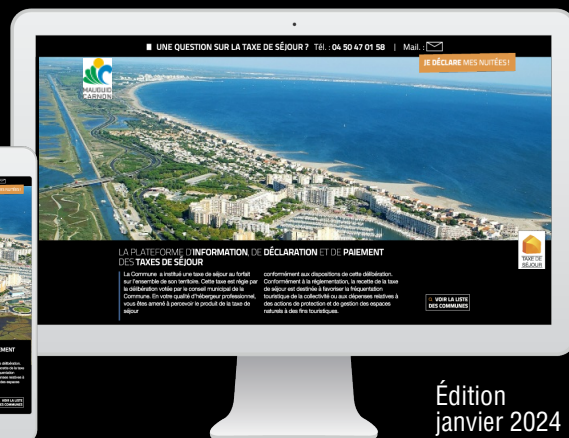 ■ UNE QUESTION SUR LA TAXE DE SÉJOUR ? Tél. : 04 50 47 01 58 | Mail. :
JE DÉCLARE MES NUITÉES !
MAUGUIO
CARNON
LA PLATEFORME D'INFORMATION, DE DÉCLARATION ET DE PAIEMENT
DES TAXES DE SÉJOUR
La Commune a institué une taxe de séjour au forfait
sur l'ensemble de son territoire. Cette taxe est régie par
la délibération votée par le conseil municipal de la
Commune. En votre qualité d'hébergeur professionnel,
vous êtes amené à percevoir le produit de la taxe de
séjour
conformément aux dispositions de cette délibération.
Conformément à la réglementation, la recette de la taxe
de séjour est destinée à favoriser la fréquentation
touristique de la collectivité ou aux dépenses relatives à
des actions de protection et de gestion des espaces
naturels à des fins touristiques.
TAXE DE
SÉJOUR
VOIR LA LISTE
DES COMMUNES
EMENT
VOIR LA LISTE
DES COMMUNES
Édition
janvier 2024